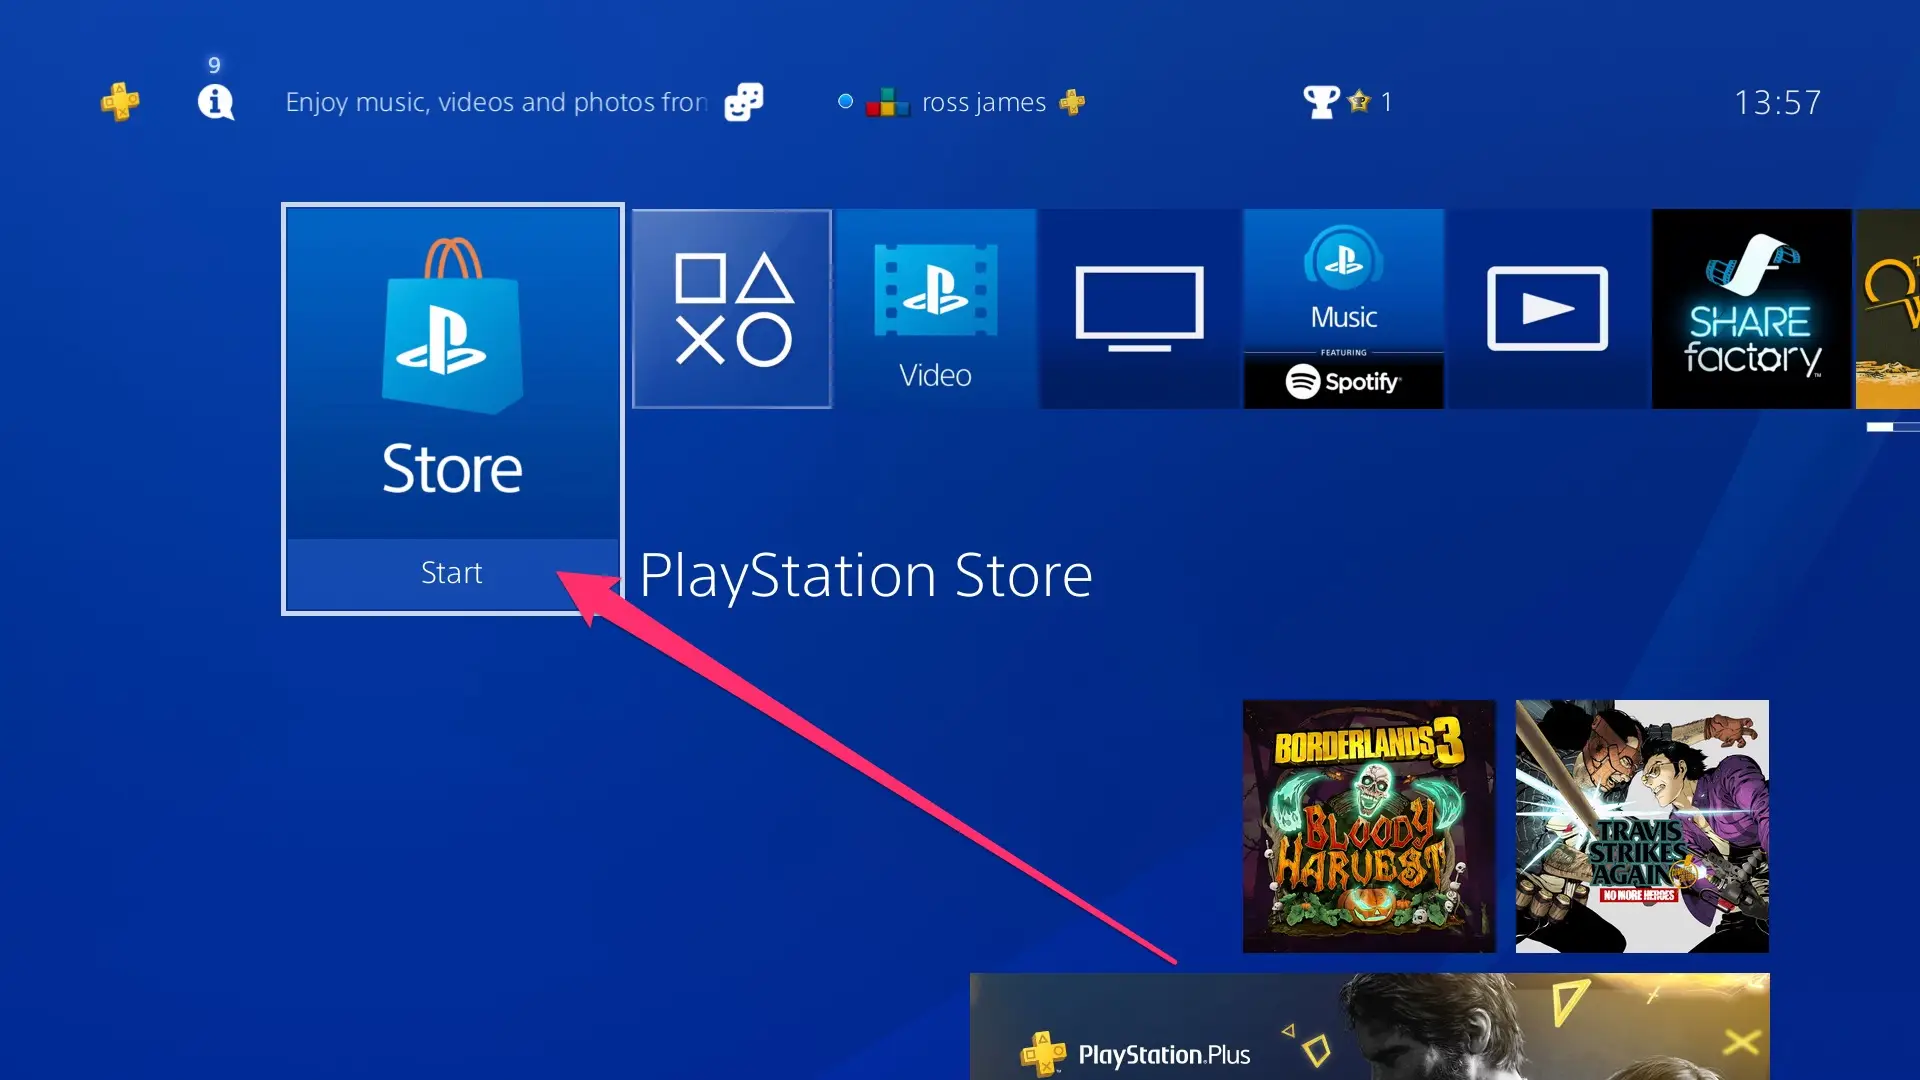 9
Enjoy music, videos and photos fron
ross james
1
13:57
Store
Start
Video
Music
FEATURING
Spotify
SHARE
factory™
PlayStation Store
BORDERLANDS 3
BLOODY
HARVEST
TRAVIS
STRIKES
AGAIN
NO MORE HEROES
PlayStation.Plus